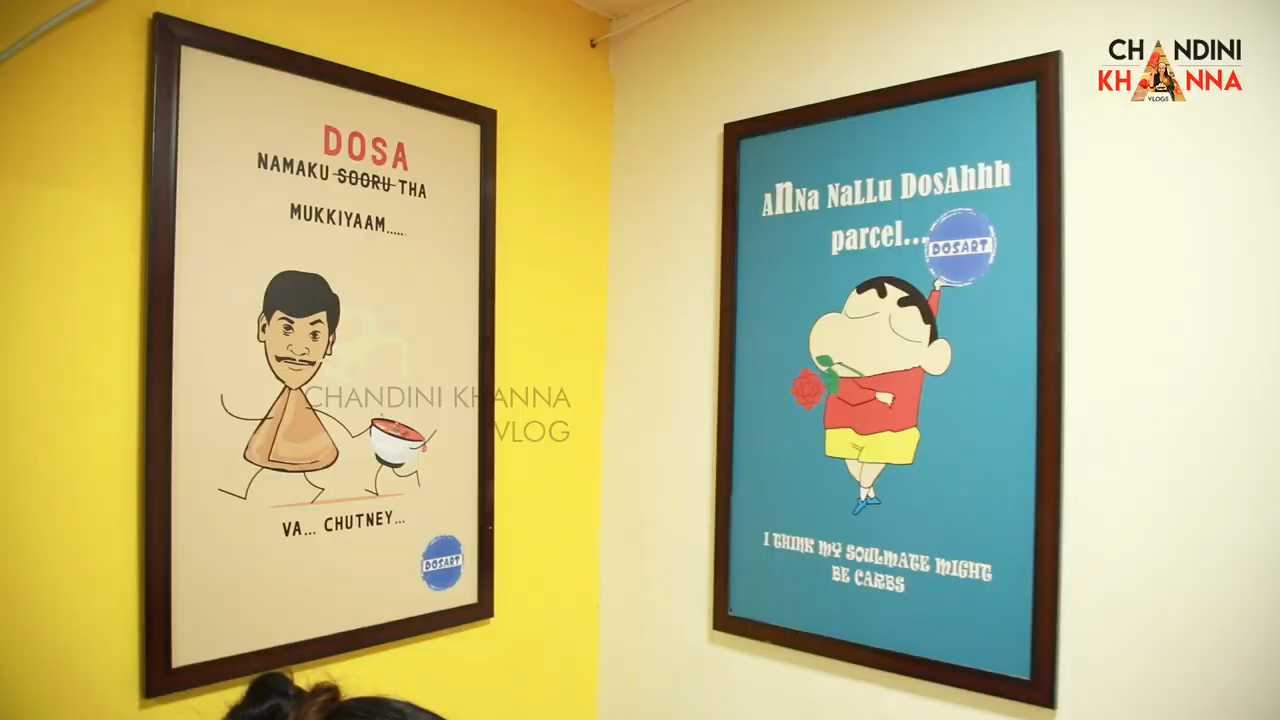 DOSA
NAMAKU SOORU THA
MUKKIYAAM.....
VA... CHUTNEY...
DOSART
CHANDINI KHANNA
VLOG
AnNa NaLLu DosAhhh
parcel...
DOSART
I THINK MY SOULMATE MIGHT
BE CARBS
CHANDINI
KHANNA
VLOGS